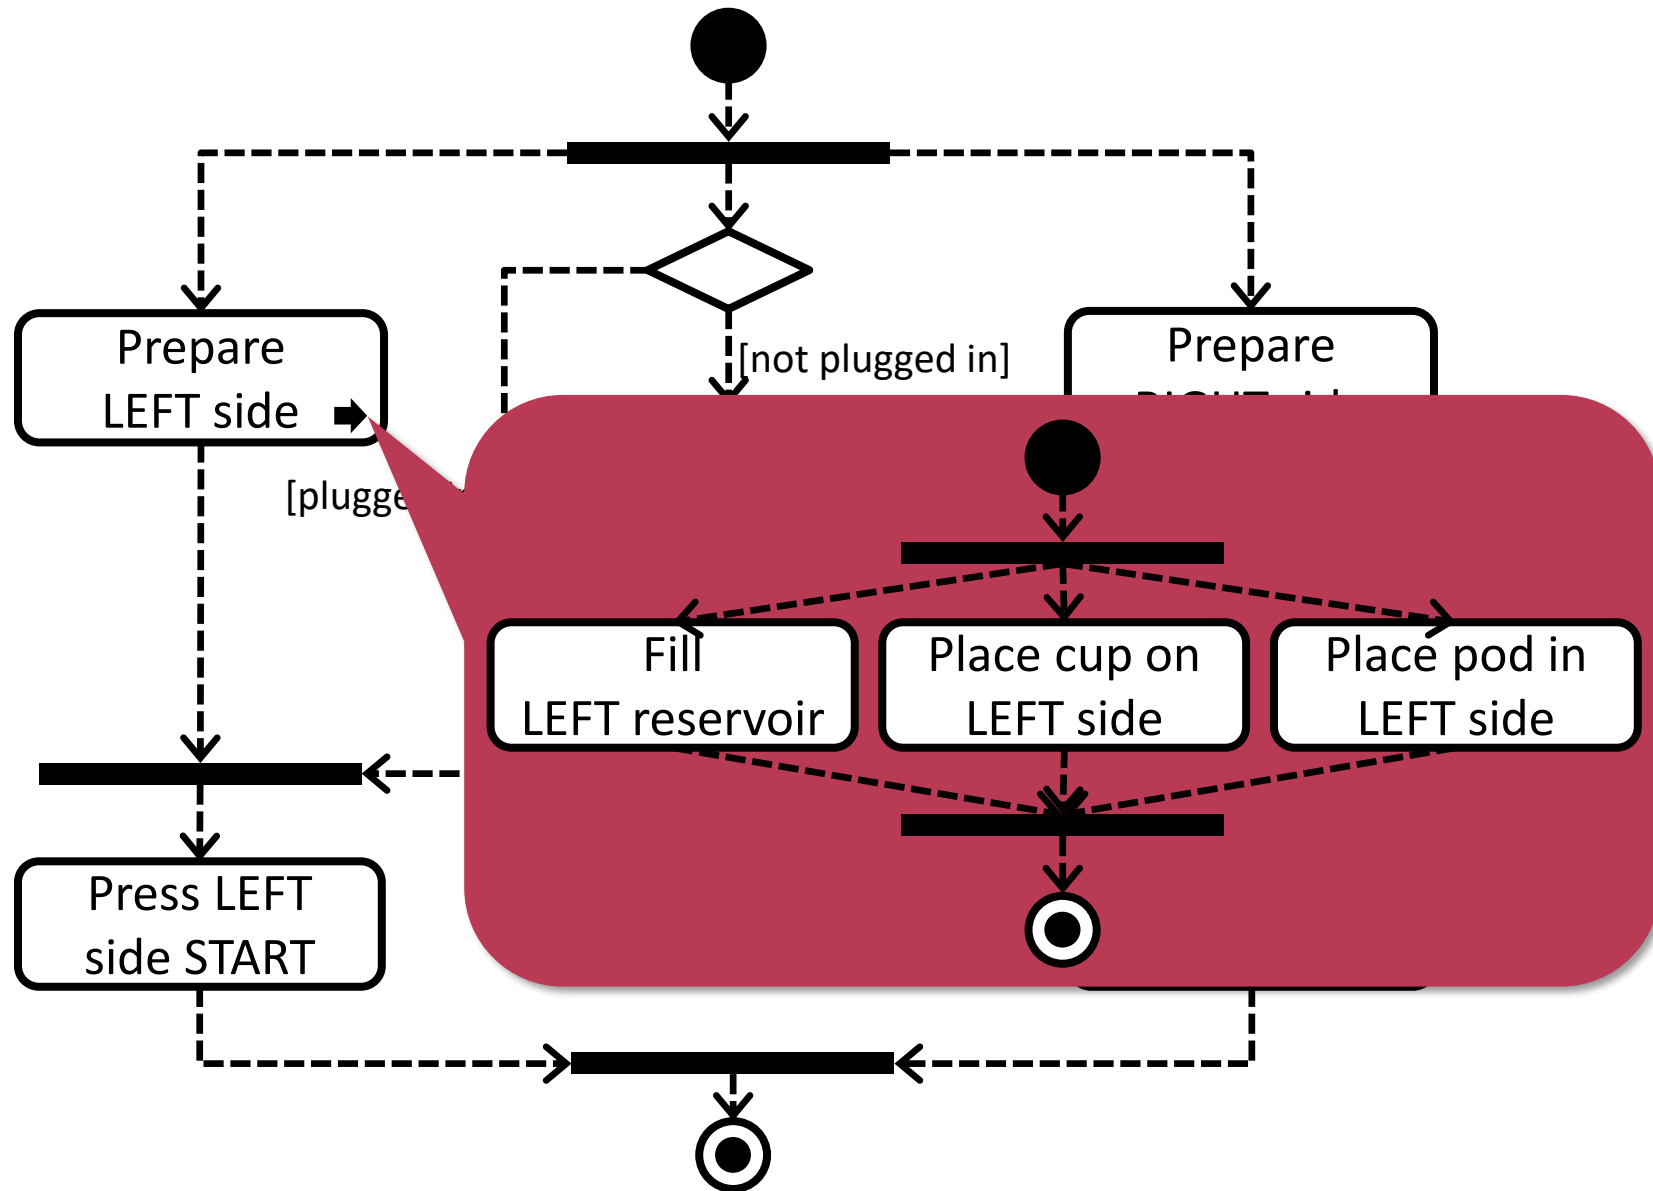 Prepare
LEFT side
[not plugged in]
Prepare
Fill
LEFT reservoir
Place cup on
LEFT side
Place pod in
LEFT side
Press LEFT
side START